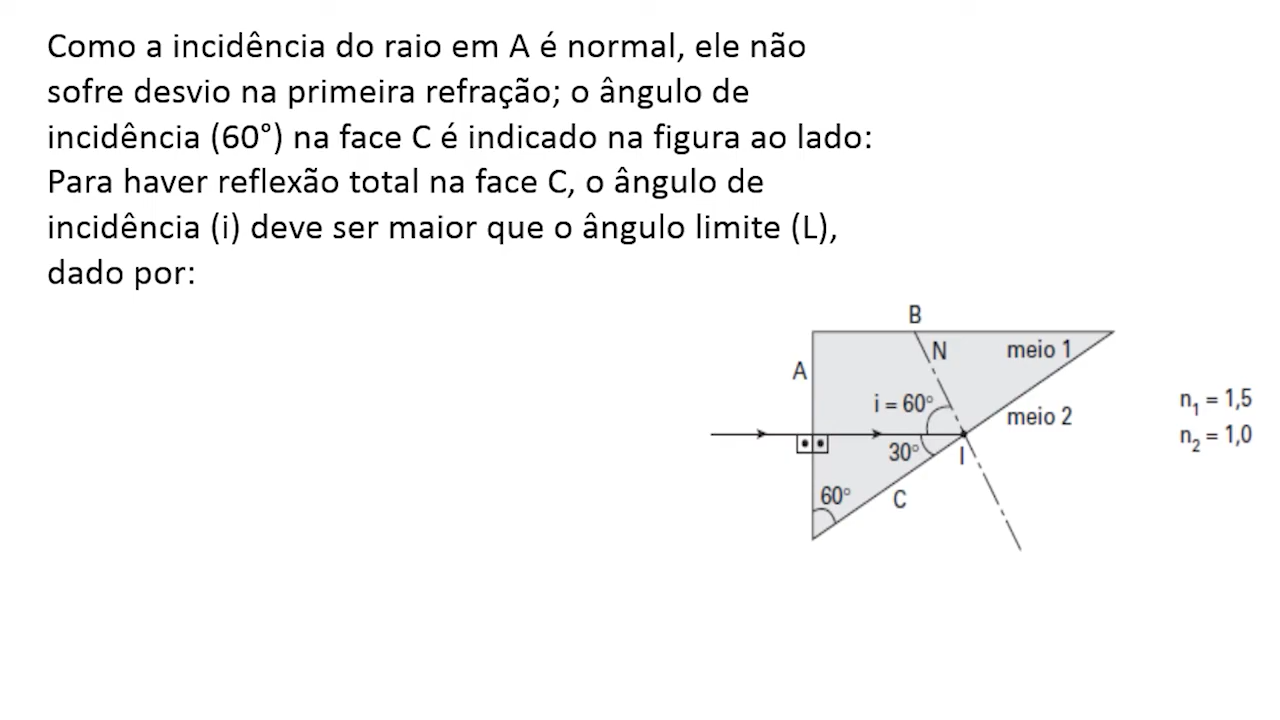 Como a incidência do raio em A é normal, ele não
sofre desvio na primeira refração; o ângulo de
incidência (60°) na face C é indicado na figura ao lado:
Para haver reflexão total na face C, o ângulo de
incidência (i) deve ser maior que o ângulo limite (L),
dado por:
B
N
meio 1
A
i = 60°
meio 2
n₁ = 1,5
n₂ = 1,0
30°
I
60°
C